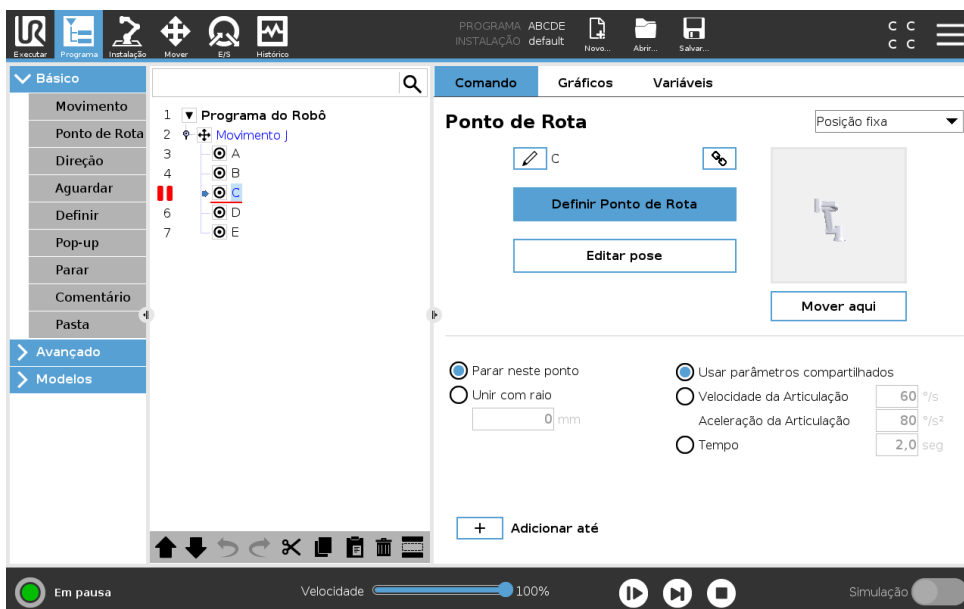 PROGRAMA ABCDE
INSTALAÇÃO default
UR
Executar
Programa
Instalação
Mover
E/S
Histórico
Novo...
Abrir...
Salvar...
C C
C C
Básico
Movimento
Ponto de Rota
Direção
Aguardar
Definir
Pop-up
Parar
Comentário
Pasta
Avançado
Modelos
1 Programa do Robô
2 Movimento J
3 A
4 B
C
6 D
7 E
Comando Gráficos Variáveis
Ponto de Rota
Posição fixa
C
Definir Ponto de Rota
Editar pose
Mover aqui
Parar neste ponto
Unir com raio
0 mm
Usar parâmetros compartilhados
Velocidade da Articulação 60 °/s
Aceleração da Articulação 80 °/s²
Tempo 2,0 seg
+ Adicionar até
Em pausa
Velocidade 100%
Simulação